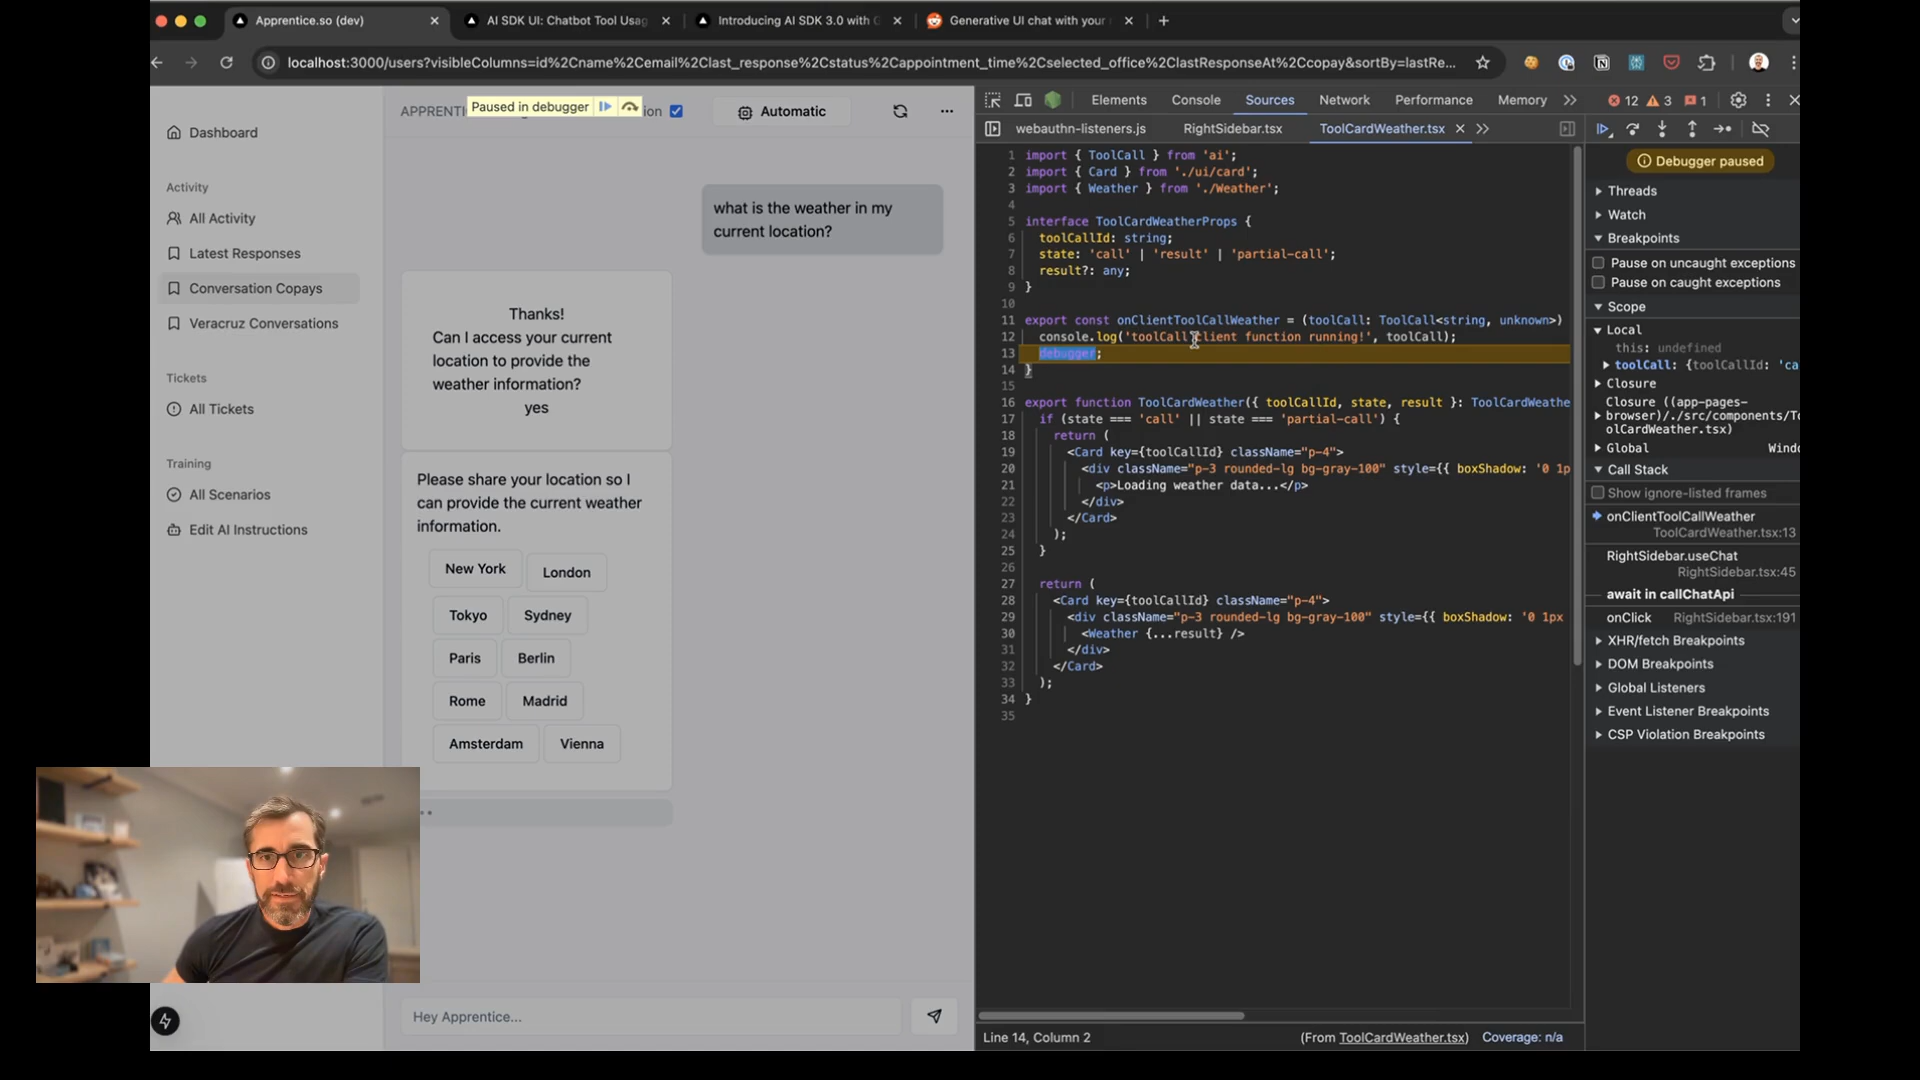 Apprentice.so (dev)
AI SDK UI: Chatbot Tool Usag
Introducing AI SDK 3.0 with G
Generative UI chat with your
localhost:3000/users?visibleColumns=id%2Cname%2Cemail%2Clast_response%2Cstatus%2Cappointment_time%2Cselected_office%2ClastResponseAt%2Ccopay&sortBy=lastRe...
Dashboard
Activity
All Activity
Latest Responses
Conversation Copays
Veracruz Conversations
Tickets
All Tickets
Training
All Scenarios
Edit AI Instructions
APPRENTI
Paused in debugger
ion
Automatic
what is the weather in my
current location?
Thanks!
Can I access your current
location to provide the
weather information?
yes
Please share your location so I
can provide the current weather
information.
New York
London
Tokyo
Sydney
Paris
Berlin
Rome
Madrid
Amsterdam
Vienna
Hey Apprentice...
Elements
Console
Sources
Network
Performance
Memory
12
3
1
webauthn-listeners.js
RightSidebar.tsx
ToolCardWeather.tsx
1 import { ToolCall } from 'ai';
2 import { Card } from './ui/card';
3 import { Weather } from './Weather';
4
5 interface ToolCardWeatherProps {
6 toolCallId: string;
7 state: 'call' | 'result' | 'partial-call';
8 result?: any;
9 }
10
11 export const onClientToolCallWeather = (toolCall: ToolCall<string, unknown>)
12 console.log('toolCall client function running!', toolCall);
13 debugger;
14 }
15
16 export function ToolCardWeather({ toolCallId, state, result }: ToolCardWeathe
17 if (state === 'call' || state === 'partial-call') {
18 return (
19 <Card key={toolCallId} className="p-4">
20 <div className="p-3 rounded-lg bg-gray-100" style={{ boxShadow: '0 1p
21 <p>Loading weather data...</p>
22 </div>
23 </Card>
24 );
25 }
26
27 return (
28 <Card key={toolCallId} className="p-4">
29 <div className="p-3 rounded-lg bg-gray-100" style={{ boxShadow: '0 1px
30 <Weather {...result} />
31 </div>
32 </Card>
33 );
34 }
35
Line 14, Column 2
(From ToolCardWeather.tsx)
Coverage: n/a
Debugger paused
Threads
Watch
Breakpoints
Pause on uncaught exceptions
Pause on caught exceptions
Scope
Local
this: undefined
toolCall: {toolCallId: 'ca
Closure
Closure ((app-pages-
browser)/./src/components/To
olCardWeather.tsx)
Global Windo
Call Stack
Show ignore-listed frames
onClientToolCallWeather
ToolCardWeather.tsx:13
RightSidebar.useChat
RightSidebar.tsx:45
await in callChatApi
onClick RightSidebar.tsx:191
XHR/fetch Breakpoints
DOM Breakpoints
Global Listeners
Event Listener Breakpoints
CSP Violation Breakpoints